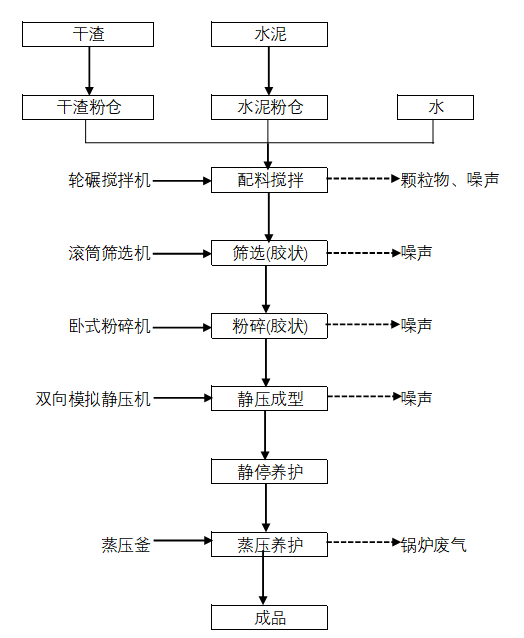 干渣
水泥
干渣粉仓
水泥粉仓
水
轮碾搅拌机
配料搅拌
颗粒物、噪声
滚筒筛选机
筛选(胶状)
噪声
卧式粉碎机
粉碎(胶状)
噪声
双向模拟静压机
静压成型
噪声
静停养护
蒸压釜
蒸压养护
锅炉废气
成品